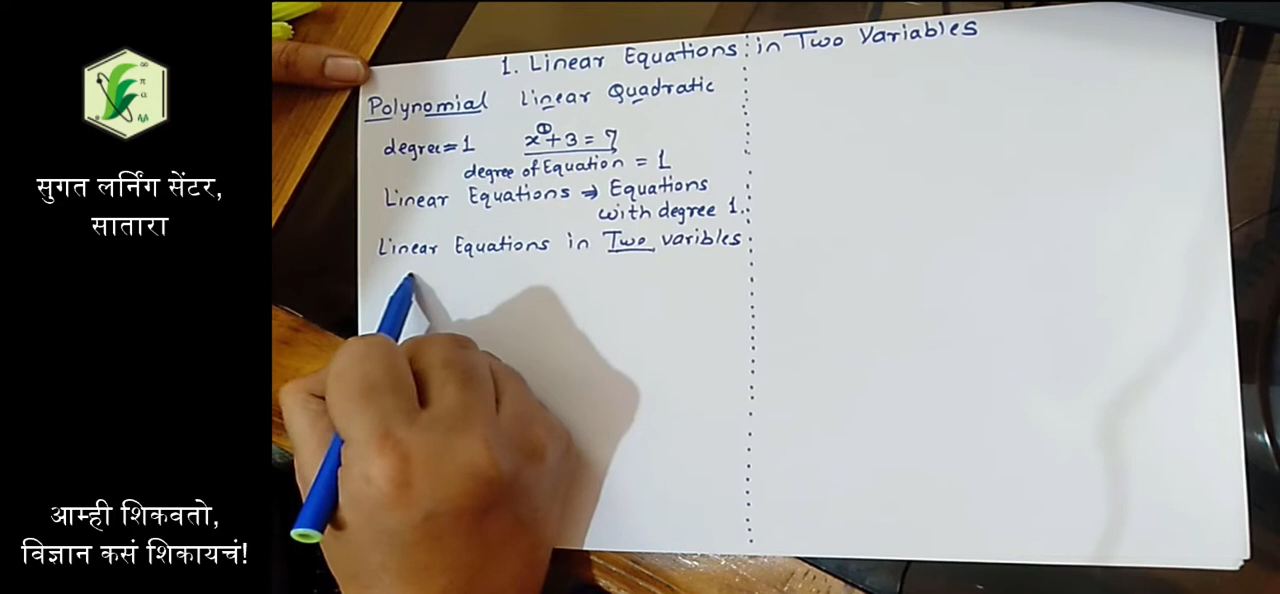 सुगत लर्निंग सेंटर,
सातारा
आम्ही शिकवतो,
विज्ञान कसं शिकायचं!
1. Linear Equations in Two Variables
Polynomial Linear Quadratic
degree=1 x¹+3=7
degree of Equation = 1
Linear Equations → Equations
with degree 1.
Linear Equations in Two varibles